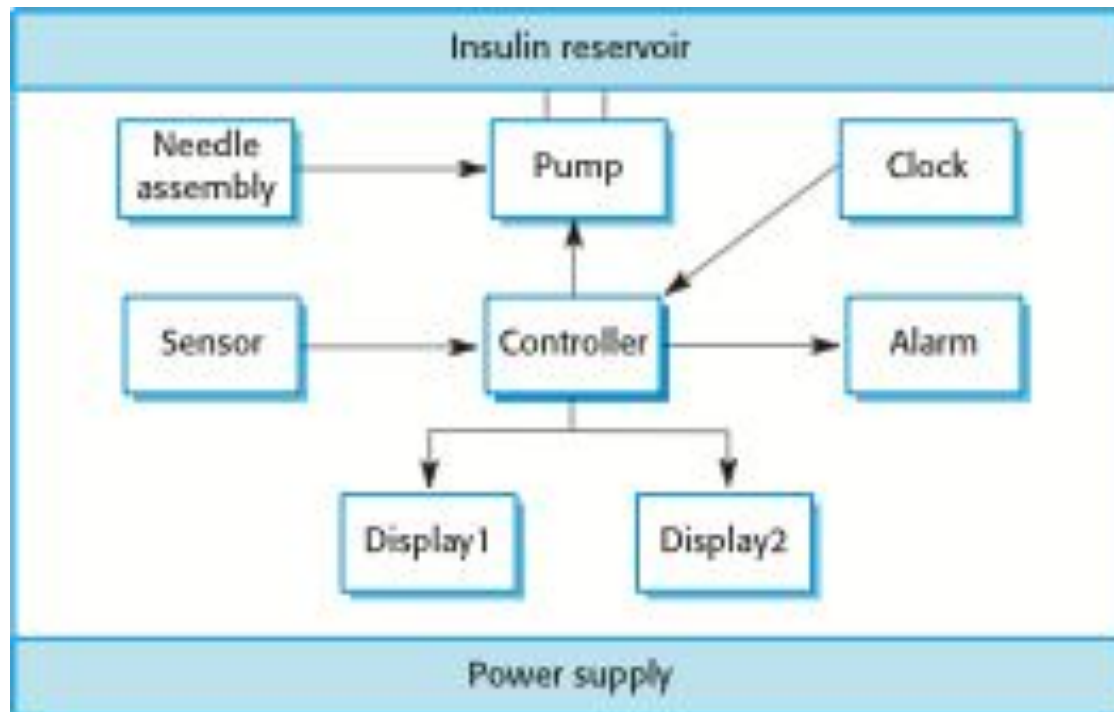 Insulin reservoir
Needle
assembly
Pump
Clock
Sensor
Controller
Alarm
Display1
Display2
Power supply